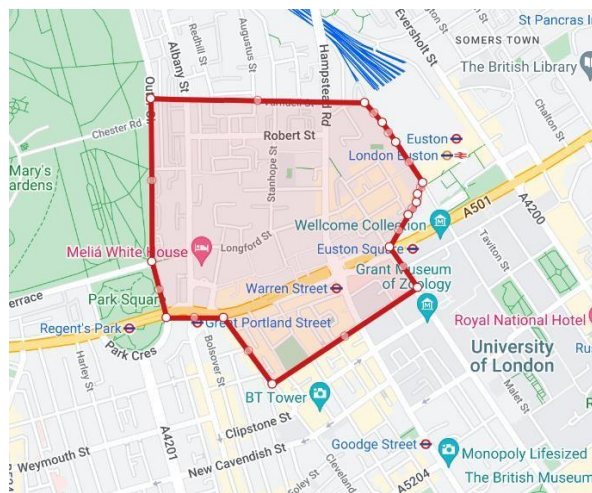 St Pancras In
SOMERS TOWN
The British Library
Albany St
Redhill St
Augustus St
Hampstead Rd
Eversholt St
Chalton St
Chester Rd
Robert St
Euston
London Euston
Mary's
ardens
Stanhope St
A501
A4200
Wellcome Collection
Longford St
Euston Square
Meliá White House
Taviton St
Grant Museum
of Zoology
Warren Street
Park Square
errace
Regent's Park
Great Portland Street
Royal National Hotel
Park Cres
University
of London
Rus
Harley St
Bolsover St
Malet St
BT Tower
Clipstone St
A4201
Goodge Street
Weymouth St
New Cavendish St
Cleveland
Monopoly Lifesized
Foley St
A5204
The British Museum